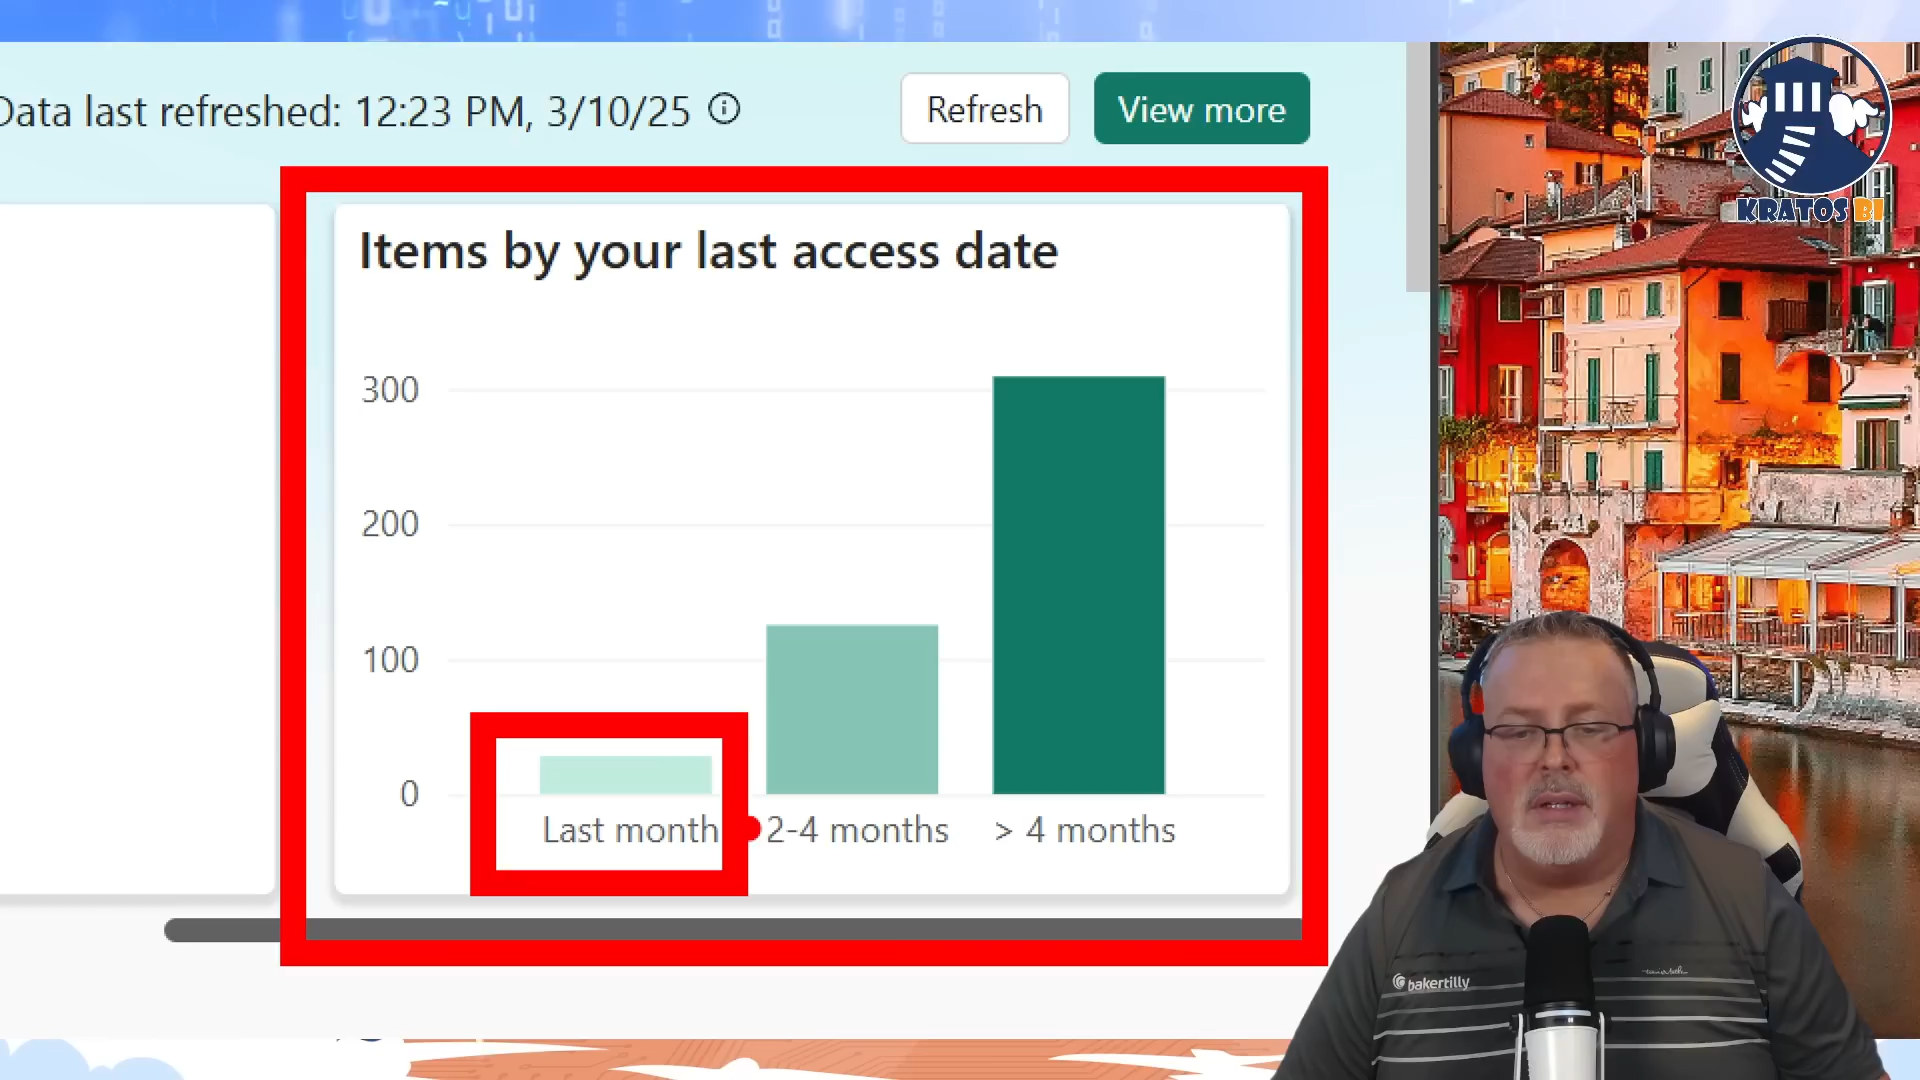 Data last refreshed: 12:23 PM, 3/10/25
Refresh
View more
KRATOS BI
Items by your last access date
300
200
100
0
Last month
2-4 months
> 4 months
bakertilly